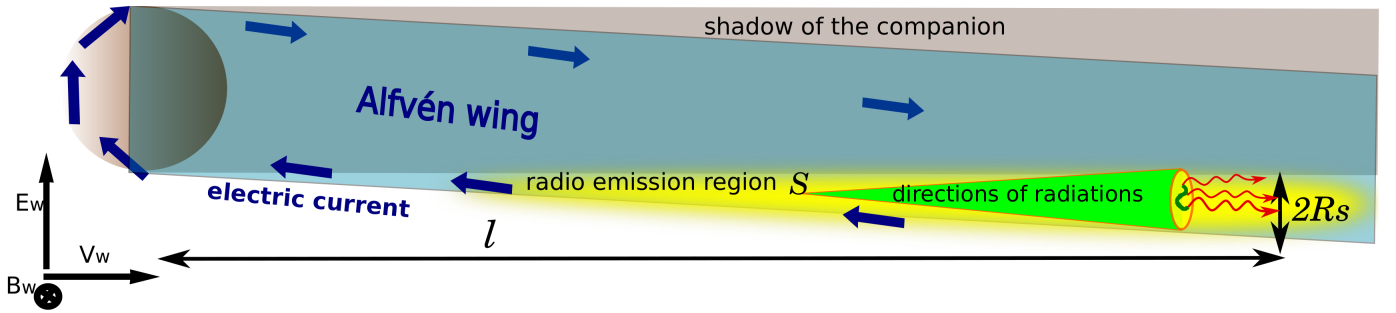 shadow of the companion
Alfvén wing
radio emission region S
directions of radiations
electric current
2Rs
l
Ew
Vw
Bw